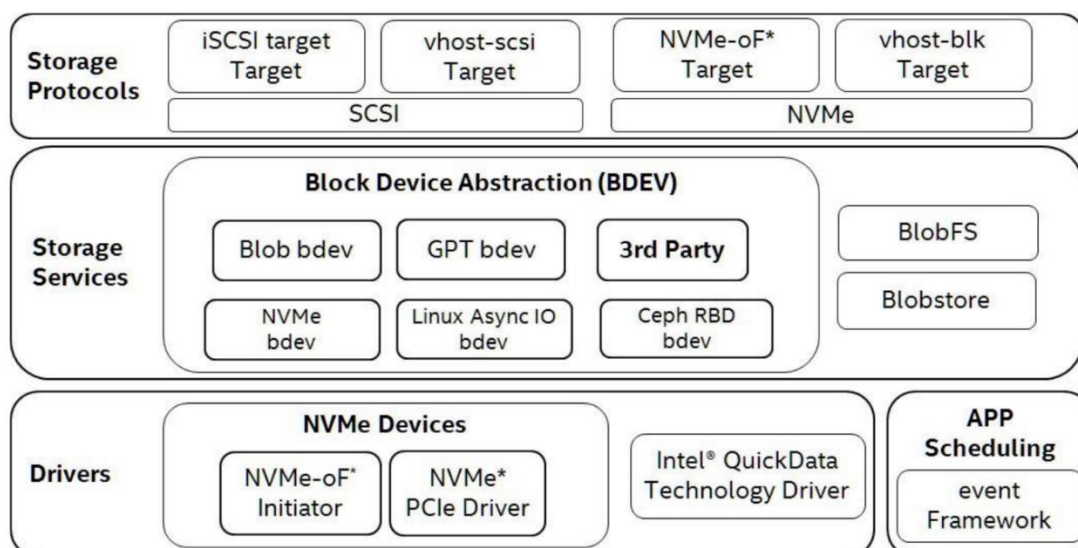 Storage
Protocols
iSCSI target
Target
vhost-scsi
Target
NVMe-oF*
Target
vhost-blk
Target
SCSI
NVMe
Storage
Services
Block Device Abstraction (BDEV)
Blob bdev
GPT bdev
3rd Party
NVMe
bdev
Linux Async IO
bdev
Ceph RBD
bdev
BlobFS
Blobstore
Drivers
NVMe Devices
NVMe-oF*
Initiator
NVMe*
PCIe Driver
Intel® QuickData
Technology Driver
APP
Scheduling
event
Framework